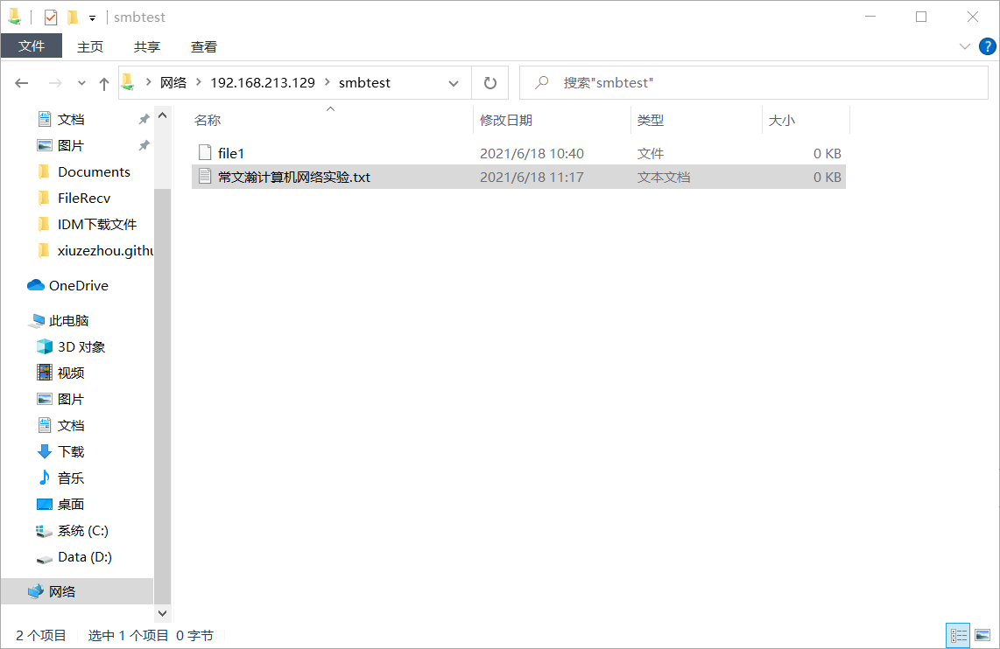 smbtest
文件 主页 共享 查看
网络 192.168.213.129 smbtest 搜索"smbtest"
名称 修改日期 类型 大小
file1 2021/6/18 10:40 文件 0 KB
常文瀚计算机网络实验.txt 2021/6/18 11:17 文本文档 0 KB
文档
图片
Documents
FileRecv
IDM下载文件
xiuzezhou.githu
OneDrive
此电脑
3D 对象
视频
图片
文档
下载
音乐
桌面
系统 (C:)
Data (D:)
网络
2 个项目 选中 1 个项目 0 字节